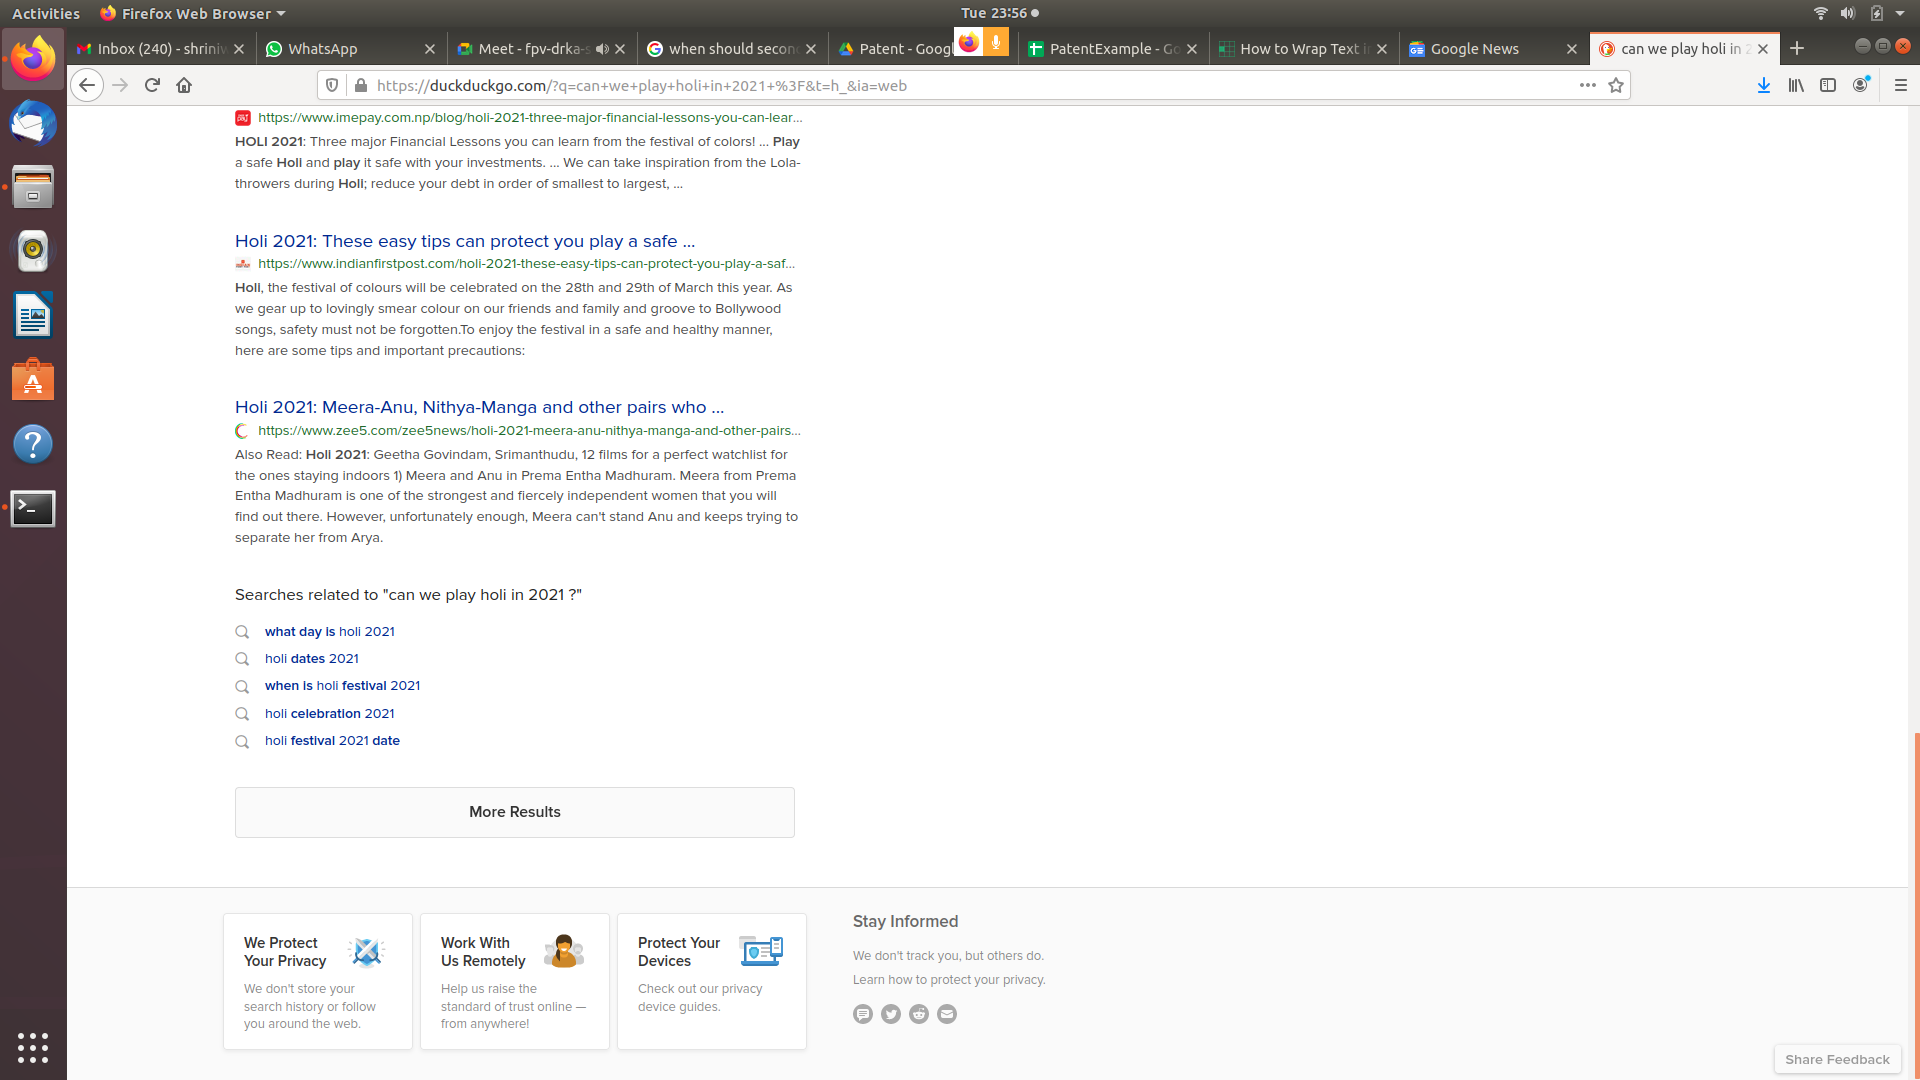 Activities
Firefox Web Browser
Tue 23:56
Inbox (240) - shriniw
WhatsApp
Meet - fpv-drka-s
when should second
Patent - Googl
PatentExample - Go
How to Wrap Text i
Google News
can we play holi in 2
https://duckduckgo.com/?q=can+we+play+holi+in+2021+%3F&t=h_&ia=web
https://www.imepay.com.np/blog/holi-2021-three-major-financial-lessons-you-can-lear...
HOLI 2021: Three major Financial Lessons you can learn from the festival of colors! ... Play
a safe Holi and play it safe with your investments. ... We can take inspiration from the Lola-
throwers during Holi; reduce your debt in order of smallest to largest, ...
Holi 2021: These easy tips can protect you play a safe ...
https://www.indianfirstpost.com/holi-2021-these-easy-tips-can-protect-you-play-a-saf...
Holi, the festival of colours will be celebrated on the 28th and 29th of March this year. As
we gear up to lovingly smear colour on our friends and family and groove to Bollywood
songs, safety must not be forgotten.To enjoy the festival in a safe and healthy manner,
here are some tips and important precautions:
Holi 2021: Meera-Anu, Nithya-Manga and other pairs who ...
https://www.zee5.com/zee5news/holi-2021-meera-anu-nithya-manga-and-other-pairs...
Also Read: Holi 2021: Geetha Govindam, Srimanthudu, 12 films for a perfect watchlist for
the ones staying indoors 1) Meera and Anu in Prema Entha Madhuram. Meera from Prema
Entha Madhuram is one of the strongest and fiercely independent women that you will
find out there. However, unfortunately enough, Meera can't stand Anu and keeps trying to
separate her from Arya.
Searches related to "can we play holi in 2021 ?"
what day is holi 2021
holi dates 2021
when is holi festival 2021
holi celebration 2021
holi festival 2021 date
More Results
We Protect
Your Privacy
We don't store your
search history or follow
you around the web.
Work With
Us Remotely
Help us raise the
standard of trust online —
from anywhere!
Protect Your
Devices
Check out our privacy
device guides.
Stay Informed
We don't track you, but others do.
Learn how to protect your privacy.
Share Feedback